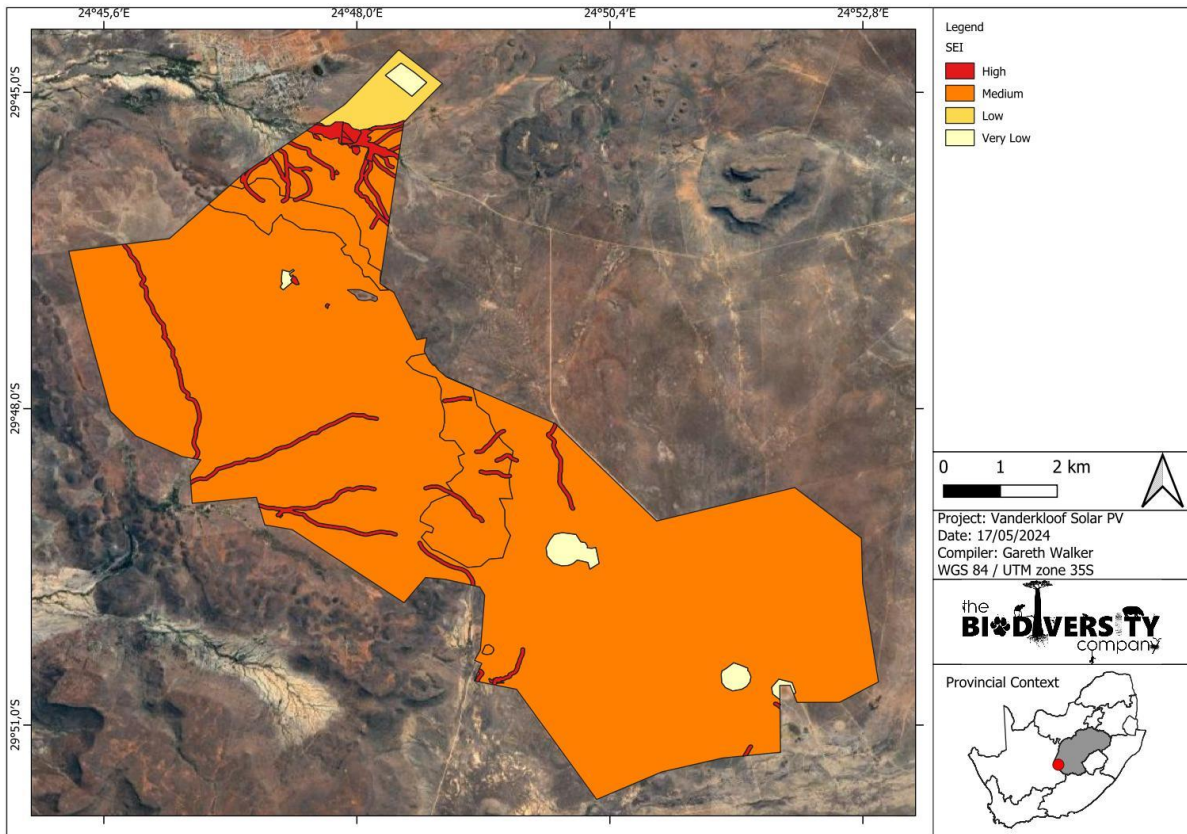 24°45,6'E 24°48,0'E 24°50,4'E 24°52,8'E
29°45,0'S
29°48,0'S
29°51,0'S
Legend
SEI
High
Medium
Low
Very Low
0 1 2 km
Project: Vanderkloof Solar PV
Date: 17/05/2024
Compiler: Gareth Walker
WGS 84 / UTM zone 35S
the
BIODIVERSITY
company
Provincial Context